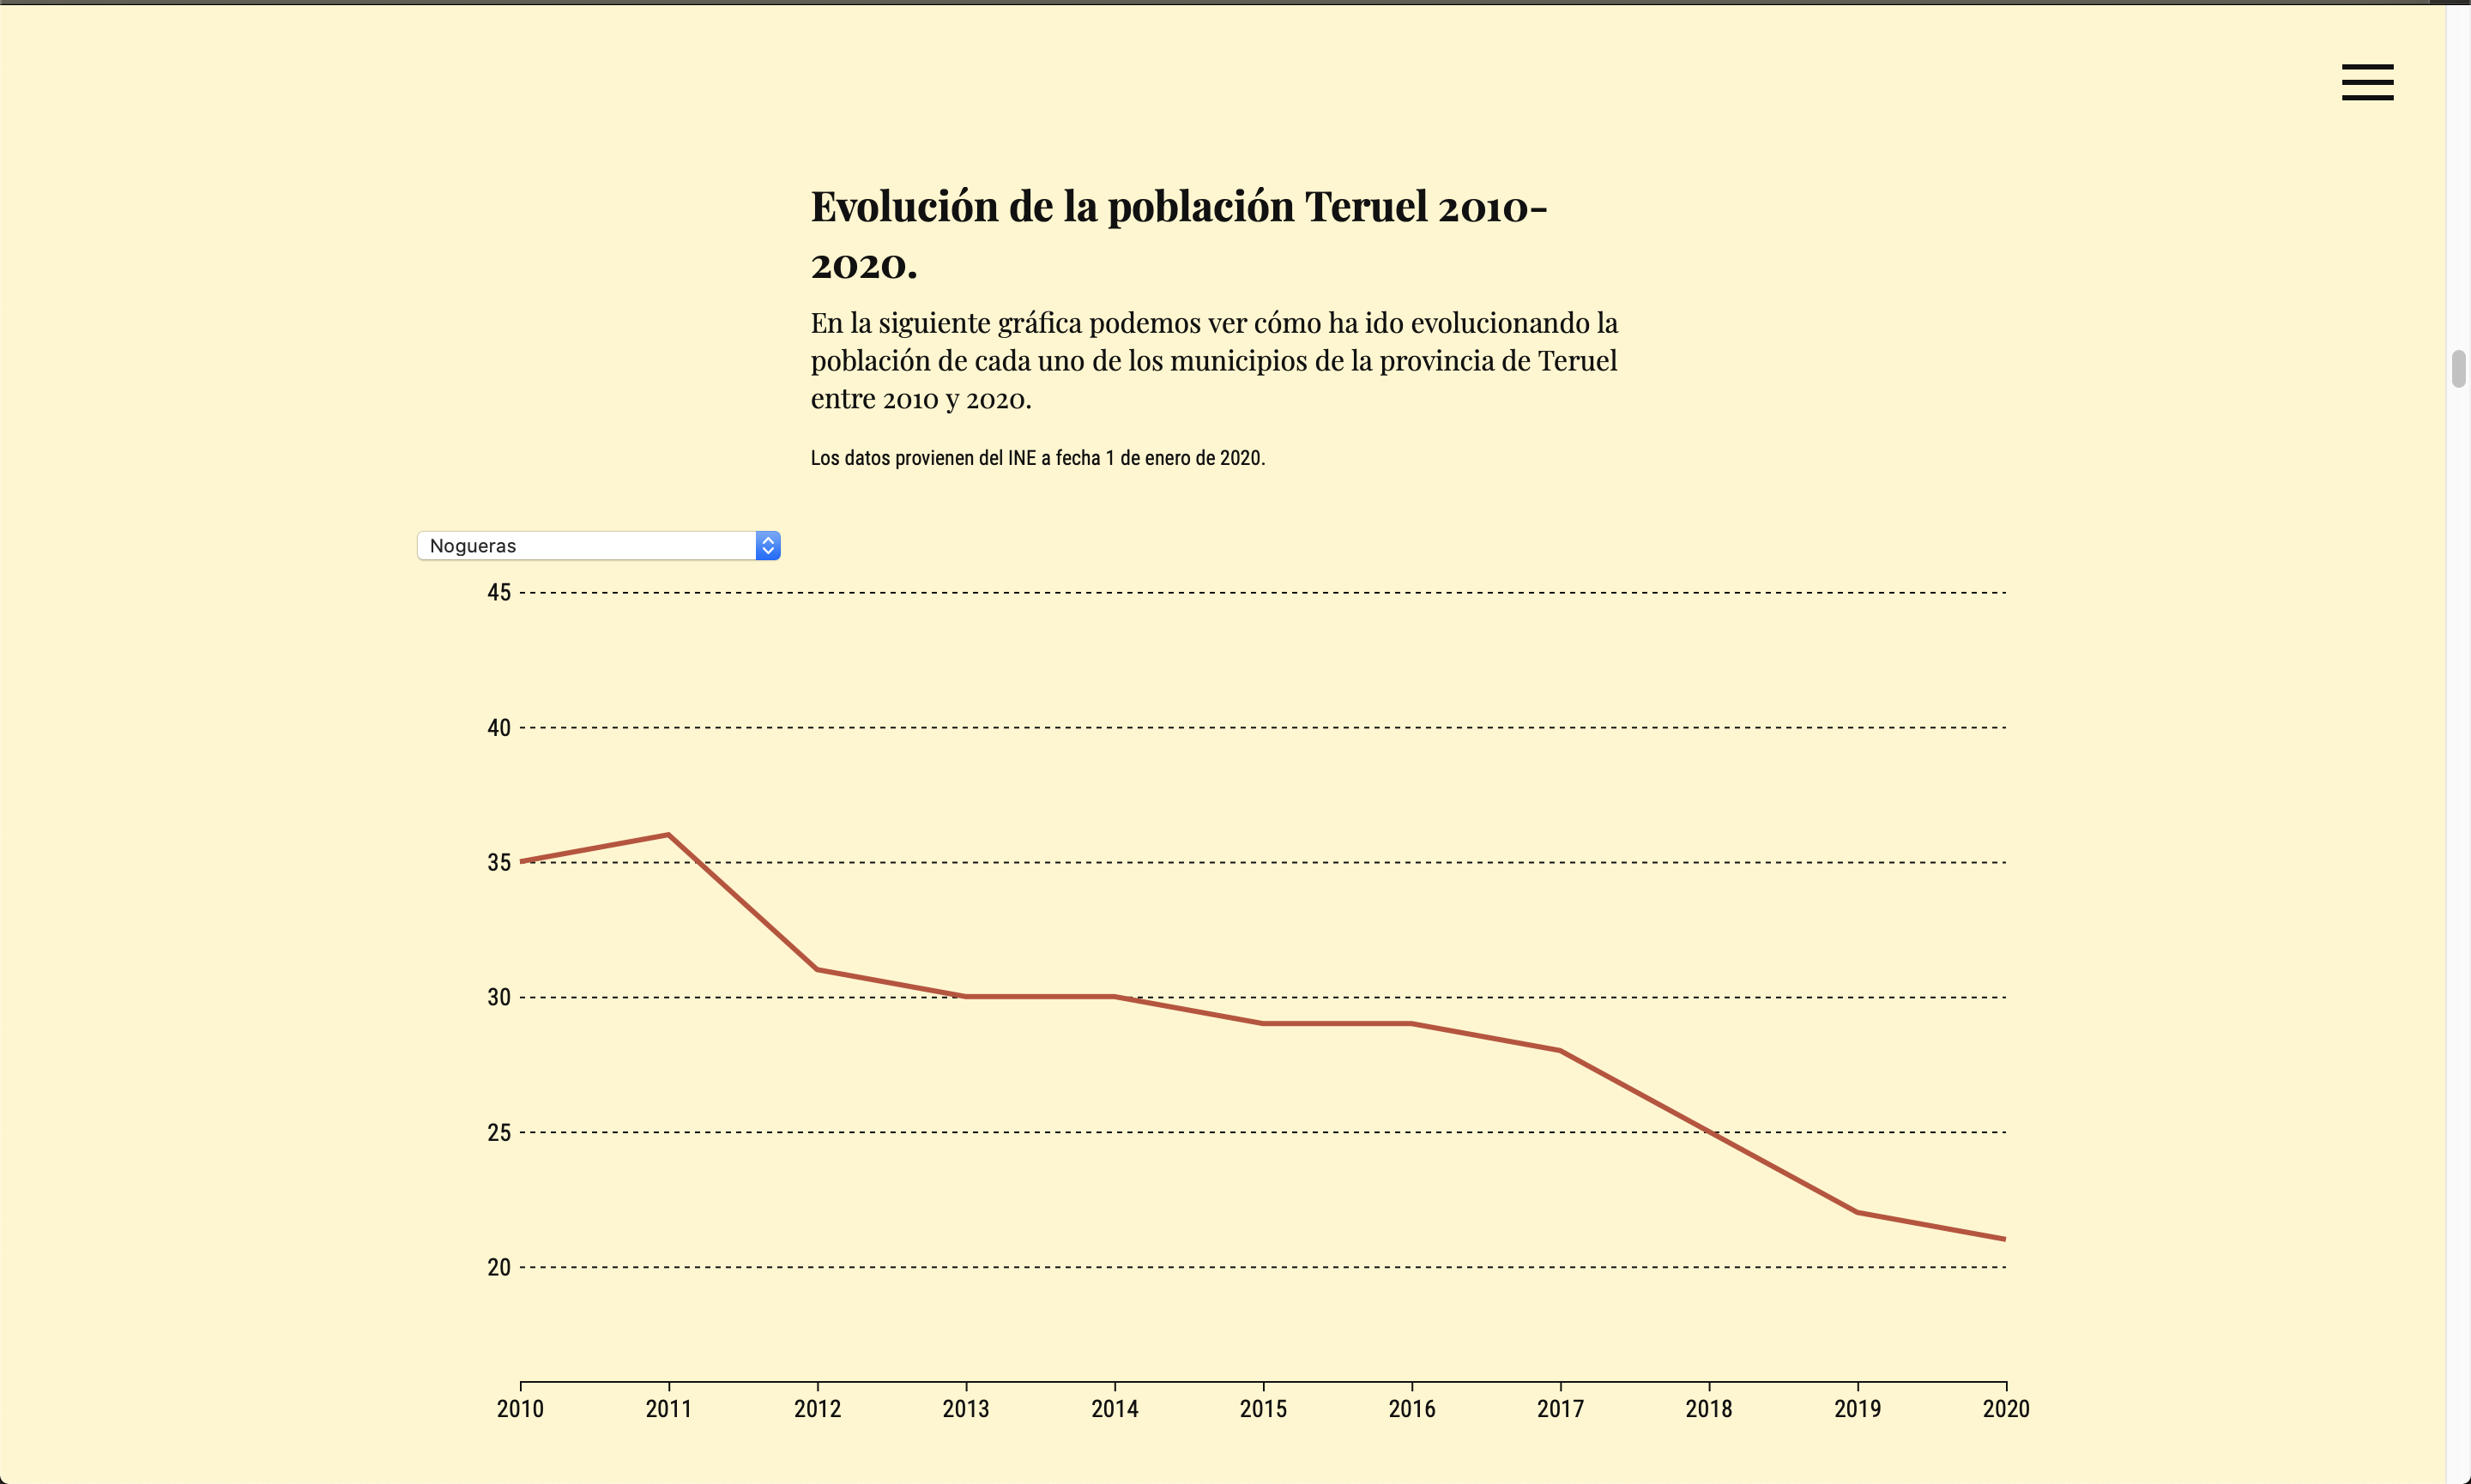 Evolución de la población Teruel 2010-
2020.
En la siguiente gráfica podemos ver cómo ha ido evolucionando la
población de cada uno de los municipios de la provincia de Teruel
entre 2010 y 2020.
Los datos provienen del INE a fecha 1 de enero de 2020.
Nogueras
45
40
35
30
25
20
2010 2011 2012 2013 2014 2015 2016 2017 2018 2019 2020